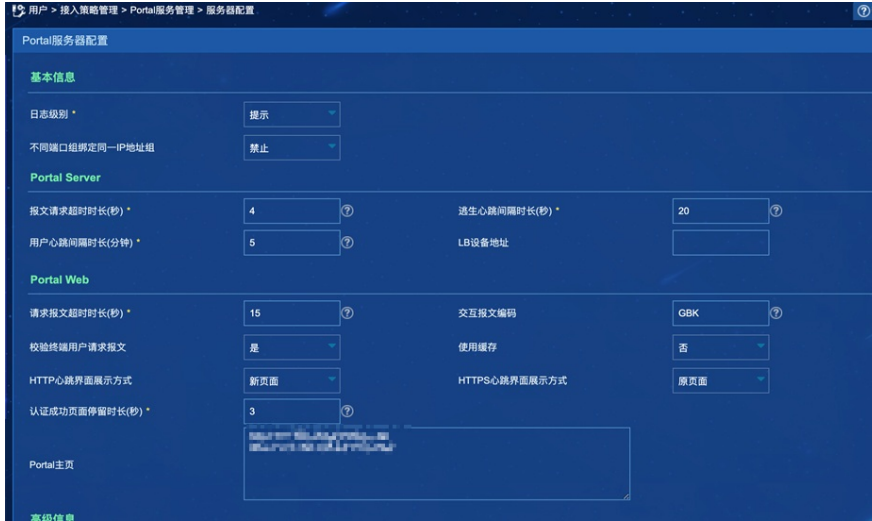 用户 > 接入策略管理 > Portal服务管理 > 服务器配置
Portal服务器配置
基本信息
日志级别 * 提示
不同端口组绑定同一IP地址组 禁止
Portal Server
报文请求超时时长(秒) * 4 逃生心跳间隔时长(秒) * 20
用户心跳间隔时长(分钟) * 5 LB设备地址
Portal Web
请求报文超时时长(秒) * 15 交互报文编码 GBK
校验终端用户请求报文 是 使用缓存 否
HTTP心跳界面展示方式 新页面 HTTPS心跳界面展示方式 原页面
认证成功页面停留时长(秒) * 3
Portal主页
高级信息